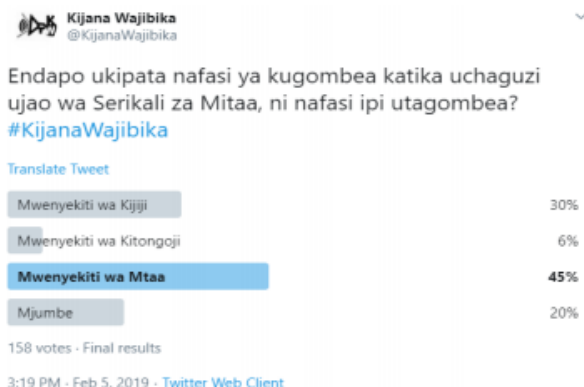 Kijana Wajibika
@KijanaWajibika
Endapo ukipata nafasi ya kugombea katika uchaguzi
ujao wa Serikali za Mitaa, ni nafasi ipi utagombea?
#KijanaWajibika
Translate Tweet
Mwenyekiti wa Kijiji 30%
Mwenyekiti wa Kitongoji 6%
Mwenyekiti wa Mtaa 45%
Mjumbe 20%
158 votes · Final results
3:19 PM · Feb 5, 2019 · Twitter Web Client